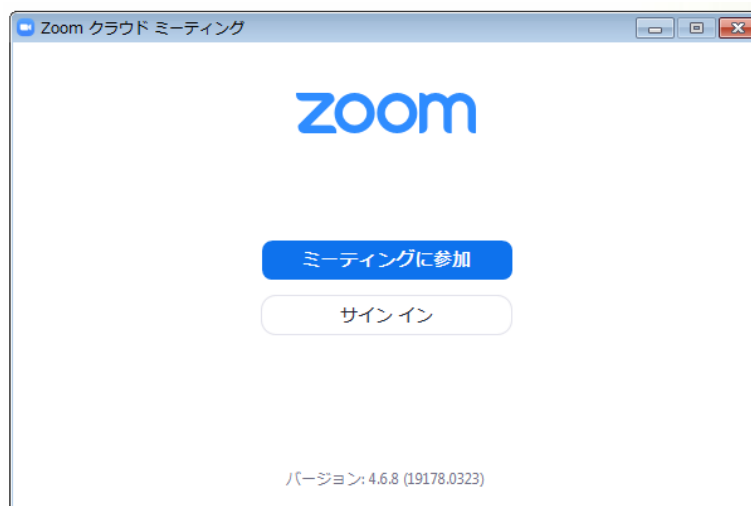 Zoom クラウド ミーティング
zoom
ミーティングに参加
サイン イン
バージョン: 4.6.8 (19178.0323)